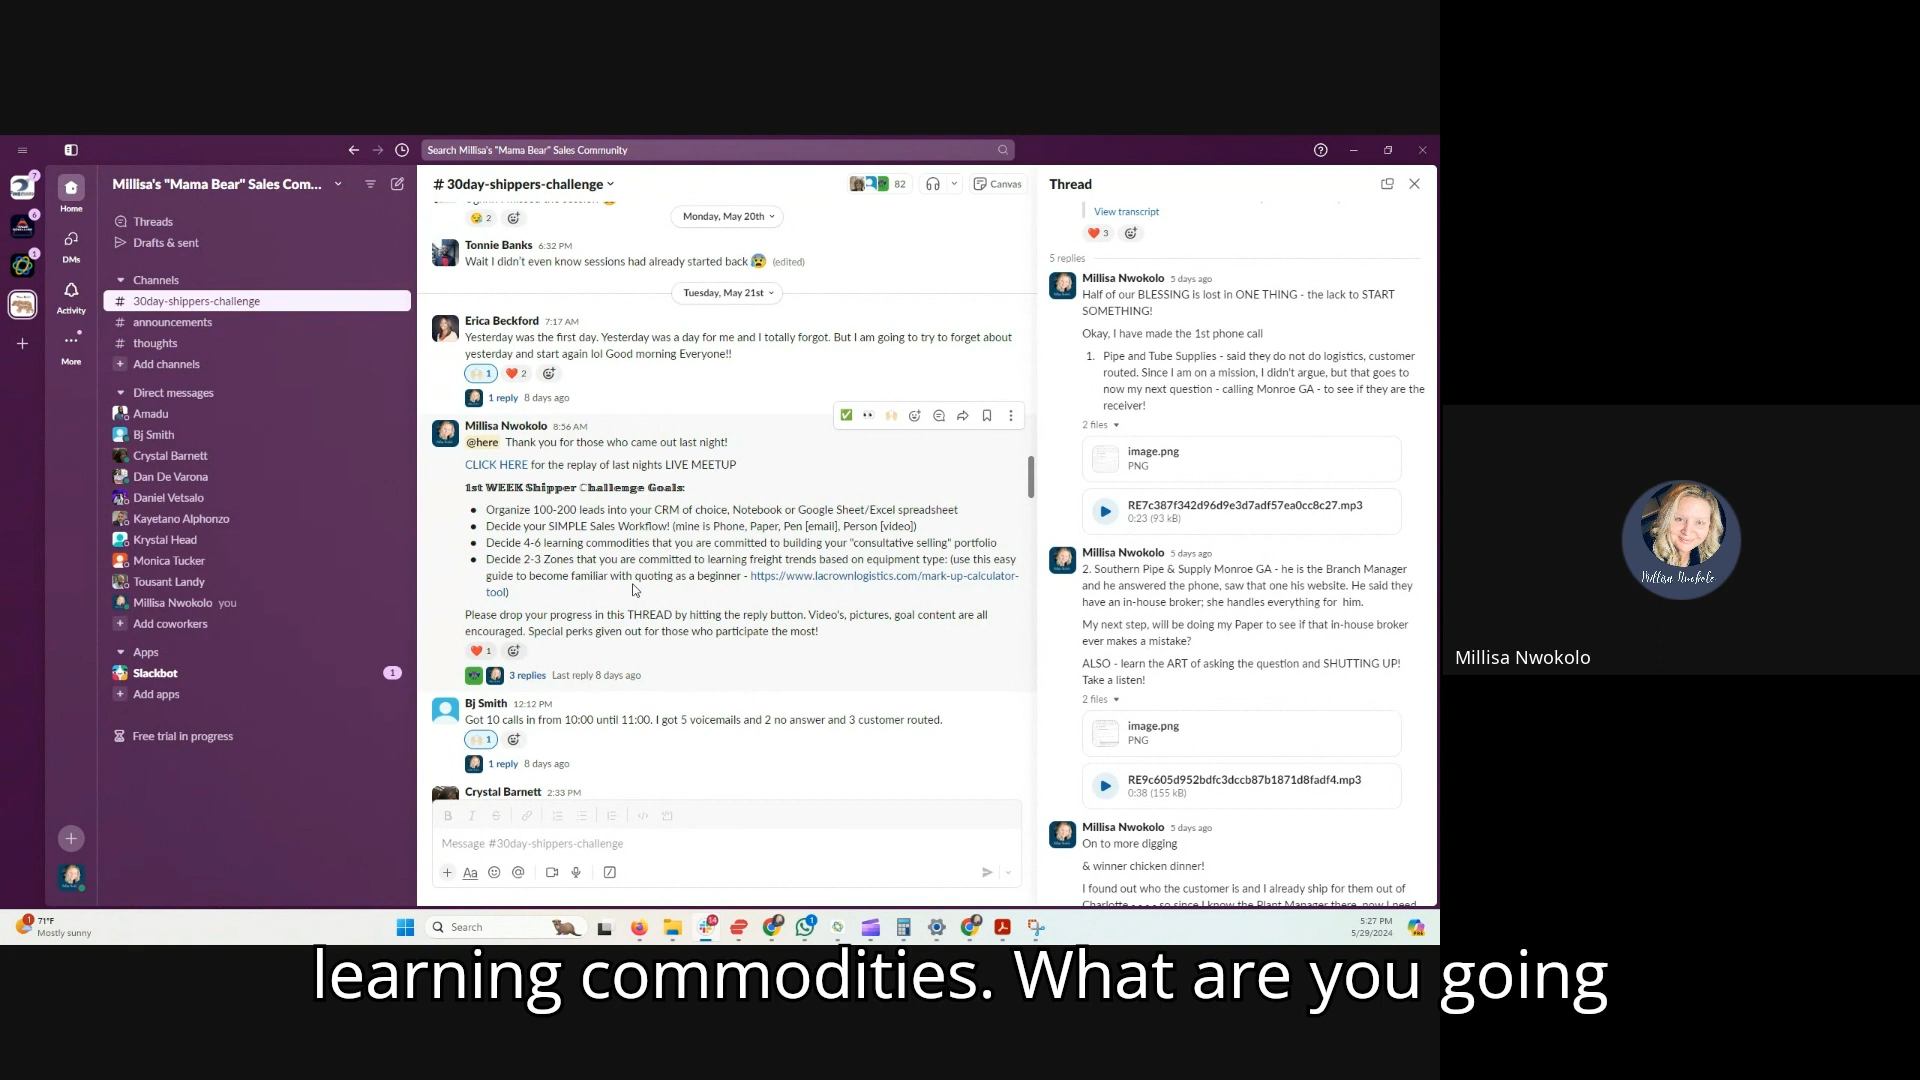 Search Millisa's "Mama Bear" Sales Community
7
6
1
Home
DMs
Activity
More
Millisa's "Mama Bear" Sales Com...
Threads
Drafts & sent
Channels
# 30day-shippers-challenge
# announcements
# thoughts
+ Add channels
Direct messages
Amadu
Bj Smith
Crystal Barnett
Dan De Varona
Daniel Vetsalo
Kayetano Alphonzo
Krystal Head
Monica Tucker
Tousant Landy
Millisa Nwokolo you
+ Add coworkers
Apps
Slackbot 1
+ Add apps
Free trial in progress
# 30day-shippers-challenge
82
Canvas
2
Monday, May 20th
Tonnie Banks 6:32 PM
Wait I didn't even know sessions had already started back 😰 (edited)
Tuesday, May 21st
Erica Beckford 7:17 AM
Yesterday was the first day. Yesterday was a day for me and I totally forgot. But I am going to try to forget about
yesterday and start again lol Good morning Everyone!!
🙌 1 ❤️ 2
1 reply 8 days ago
Millisa Nwokolo 8:56 AM
@here Thank you for those who came out last night!
CLICK HERE for the replay of last nights LIVE MEETUP
1st WEEK Shipper Challenge Goals:
• Organize 100-200 leads into your CRM of choice, Notebook or Google Sheet/Excel spreadsheet
• Decide your SIMPLE Sales Workflow! (mine is Phone, Paper, Pen [email], Person [video])
• Decide 4-6 learning commodities that you are committed to building your "consultative selling" portfolio
• Decide 2-3 Zones that you are committed to learning freight trends based on equipment type: (use this easy
guide to become familiar with quoting as a beginner - https://www.lacrownlogistics.com/mark-up-calculator-
tool)
Please drop your progress in this THREAD by hitting the reply button. Video's, pictures, goal content are all
encouraged. Special perks given out for those who participate the most!
❤️ 1
3 replies Last reply 8 days ago
Bj Smith 12:12 PM
Got 10 calls in from 10:00 until 11:00. I got 5 voicemails and 2 no answer and 3 customer routed.
🙌 1
1 reply 8 days ago
Crystal Barnett 2:33 PM
Message #30day-shippers-challenge
Thread
View transcript
❤️ 3
5 replies
Millisa Nwokolo 5 days ago
Half of our BLESSING is lost in ONE THING - the lack to START
SOMETHING!
Okay, I have made the 1st phone call
1. Pipe and Tube Supplies - said they do not do logistics, customer
routed. Since I am on a mission, I didn't argue, but that goes to
now my next question - calling Monroe GA - to see if they are the
receiver!
2 files
image.png
PNG
RE7c387f342d96d9e3d7adf57ea0cc8c27.mp3
0:23 (93 kB)
Millisa Nwokolo 5 days ago
2. Southern Pipe & Supply Monroe GA - he is the Branch Manager
and he answered the phone, saw that one his website. He said they
have an in-house broker; she handles everything for him.
My next step, will be doing my Paper to see if that in-house broker
ever makes a mistake?
ALSO - learn the ART of asking the question and SHUTTING UP!
Take a listen!
2 files
image.png
PNG
RE9c605d952bdfc3dccb87b1871d8fadf4.mp3
0:38 (155 kB)
Millisa Nwokolo 5 days ago
On to more digging
& winner chicken dinner!
I found out who the customer is and I already ship for them out of
Charlotte - - - - so since I know the Plant Manager there, now I need
Millisa Nwokolo
Millisa Nwokolo
71°F
Mostly sunny
Search
5:27 PM
5/29/2024
learning commodities. What are you going